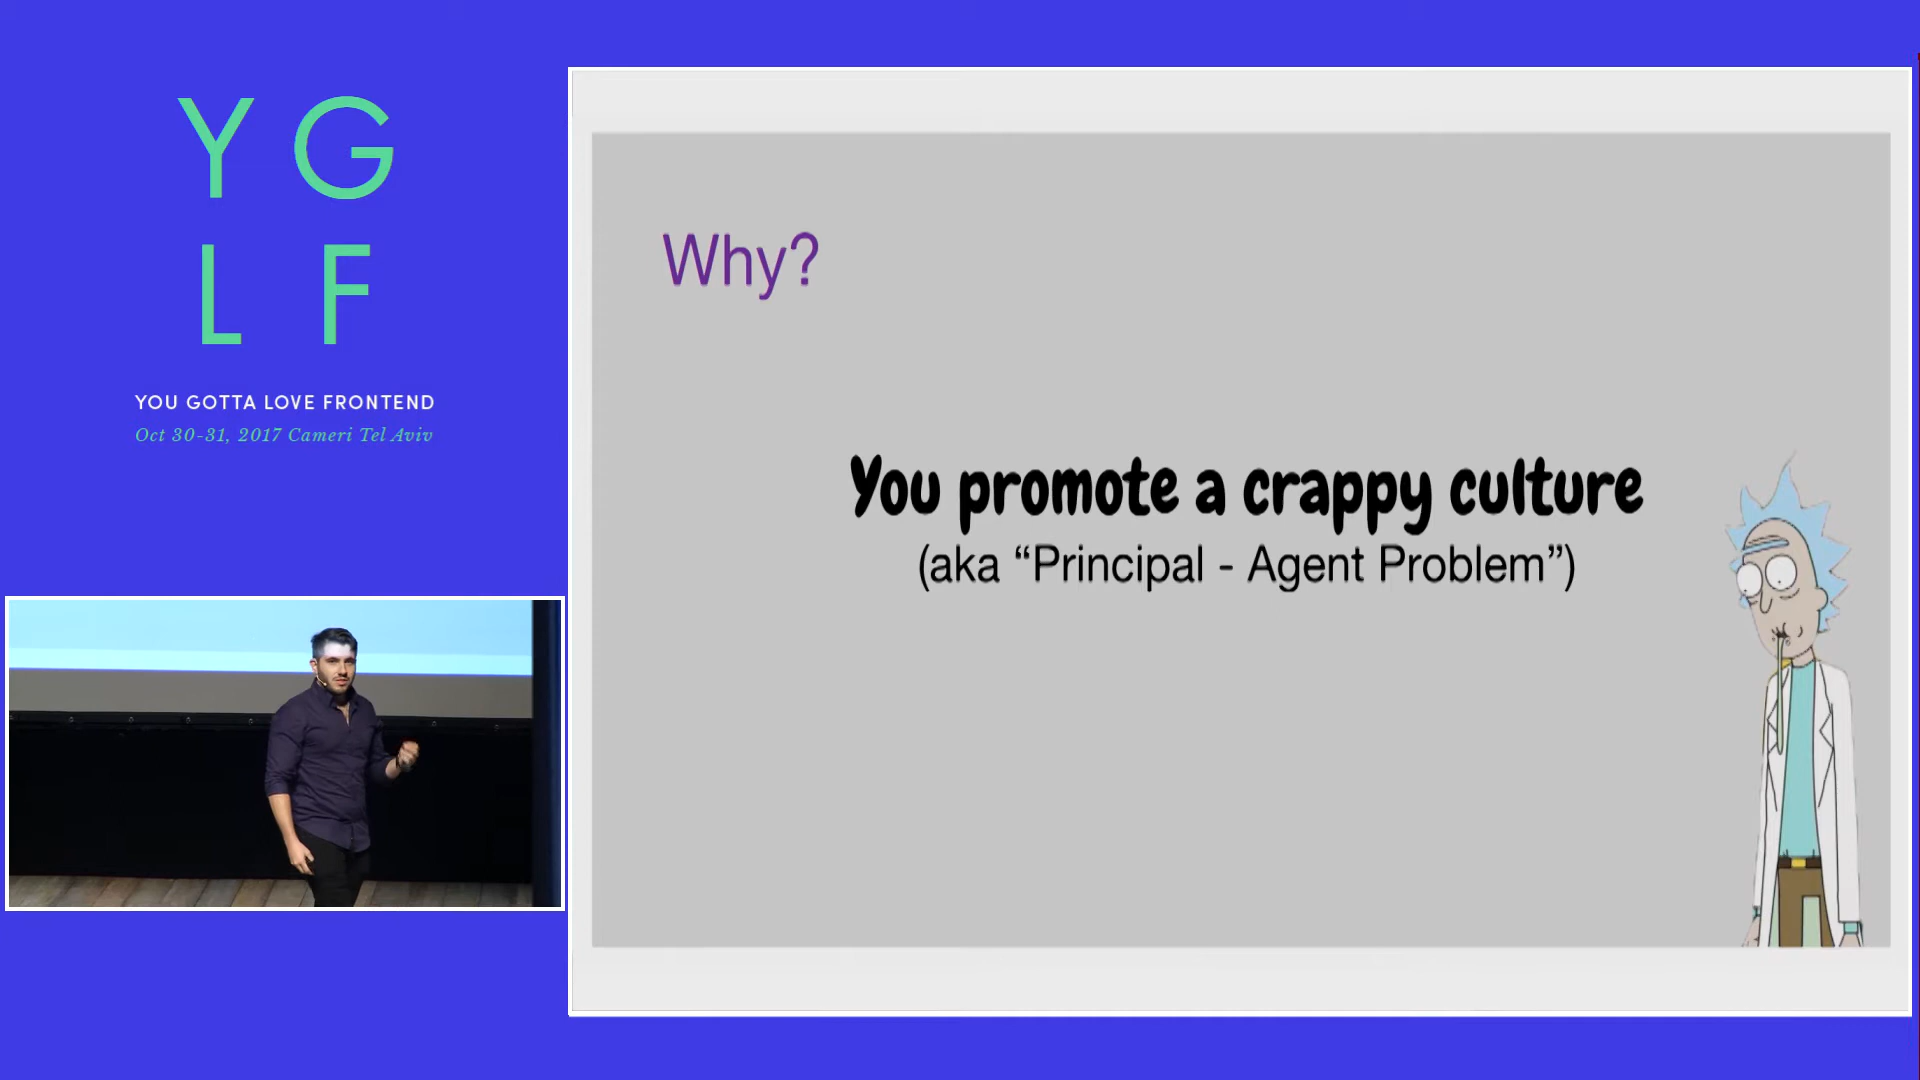 Y G
L F
YOU GOTTA LOVE FRONTEND
Oct 30-31, 2017 Cameri Tel Aviv
Why?
You promote a crappy culture
(aka “Principal - Agent Problem”)